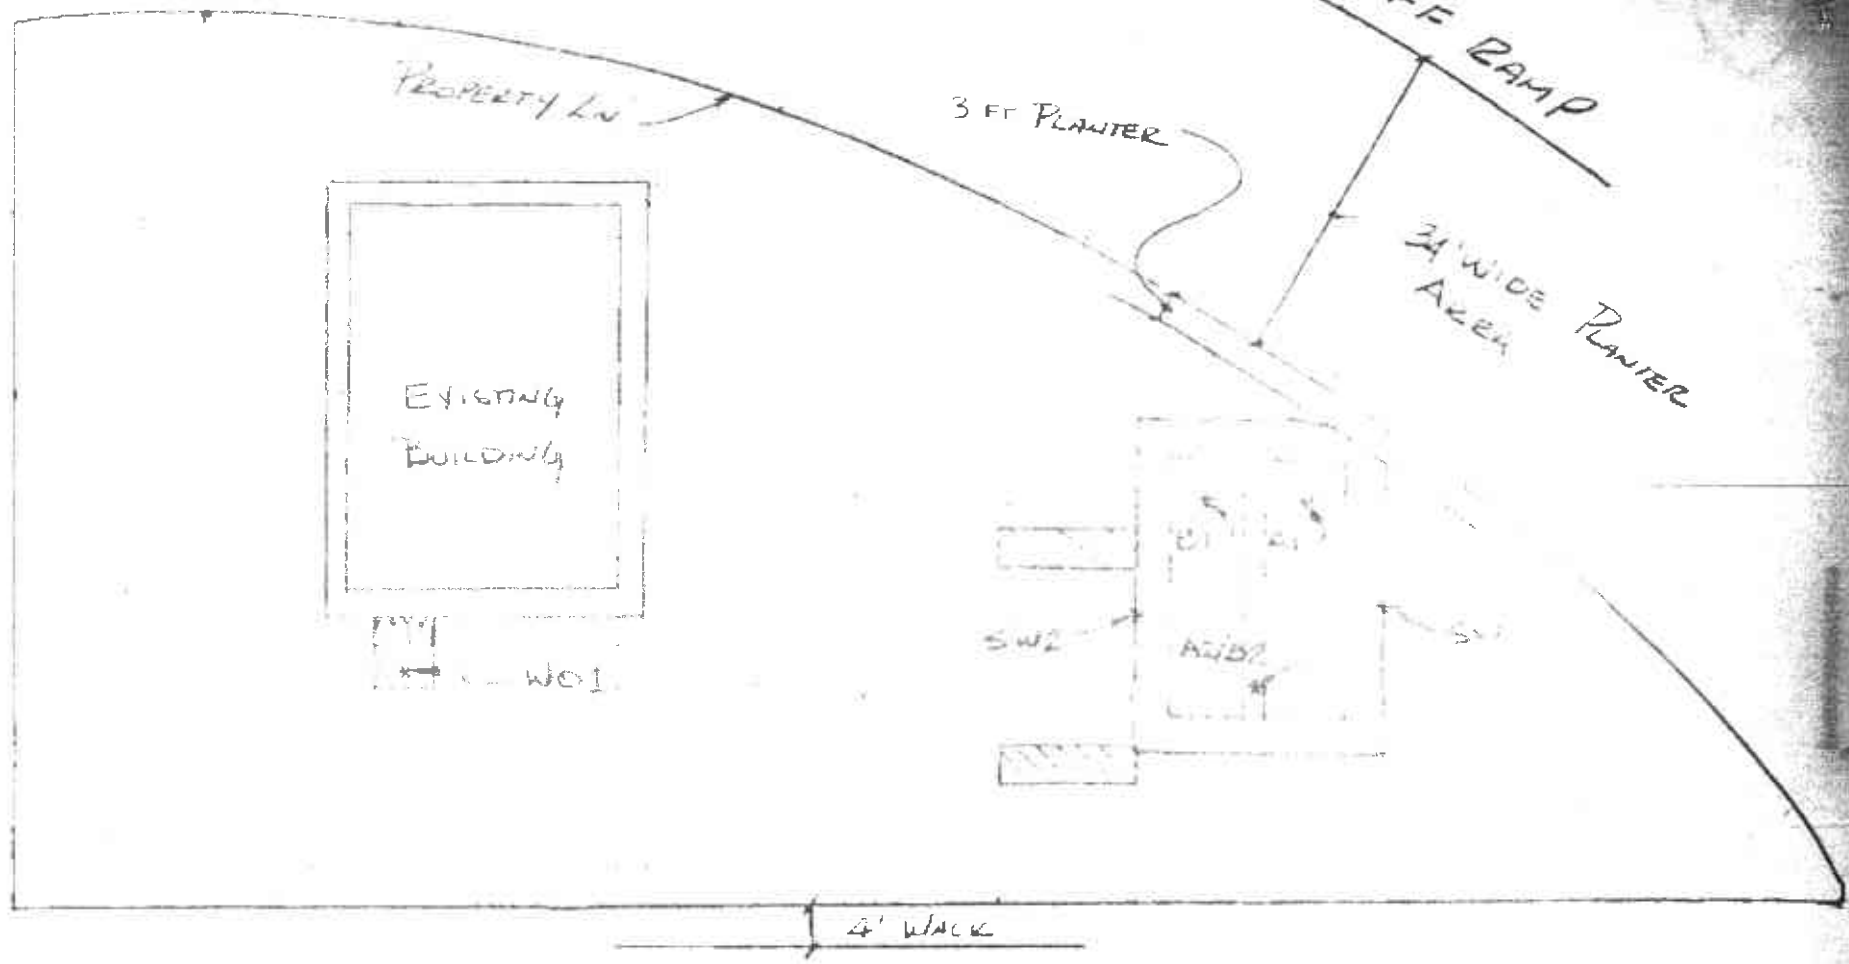 RAMP
PROPERTY LN
3 FT PLANTER
34' WIDE PLANTER
AREA
EXISTING
BUILDING
SW2
WO1
4' WALK